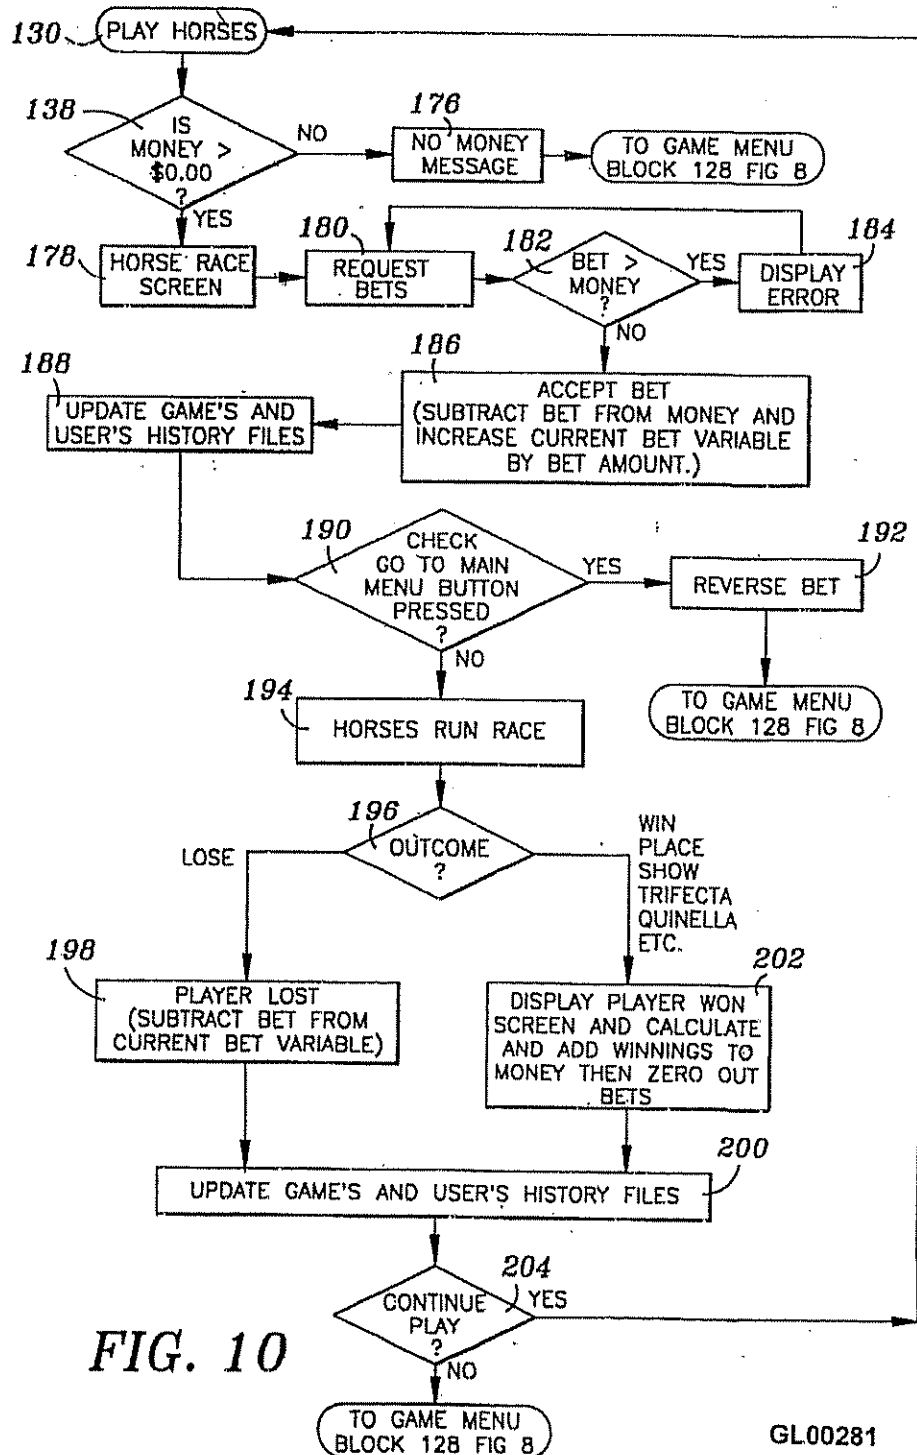 130
PLAY HORSES
138
IS
MONEY >
$0.00
?
NO
YES
176
NO MONEY
MESSAGE
TO GAME MENU
BLOCK 128 FIG 8
178
HORSE RACE
SCREEN
180
REQUEST
BETS
182
BET >
MONEY
?
YES
NO
184
DISPLAY
ERROR
186
ACCEPT BET
(SUBTRACT BET FROM MONEY AND
INCREASE CURRENT BET VARIABLE
BY BET AMOUNT.)
188
UPDATE GAME'S AND
USER'S HISTORY FILES
190
CHECK
GO TO MAIN
MENU BUTTON
PRESSED
?
YES
NO
192
REVERSE BET
TO GAME MENU
BLOCK 128 FIG 8
194
HORSES RUN RACE
196
OUTCOME
?
LOSE
WIN
PLACE
SHOW
TRIFECTA
QUINELLA
ETC.
198
PLAYER LOST
(SUBTRACT BET FROM
CURRENT BET VARIABLE)
202
DISPLAY PLAYER WON
SCREEN AND CALCULATE
AND ADD WINNINGS TO
MONEY THEN ZERO OUT
BETS
200
UPDATE GAME'S AND USER'S HISTORY FILES
204
CONTINUE
PLAY
?
YES
NO
FIG. 10
TO GAME MENU
BLOCK 128 FIG 8
GL00281